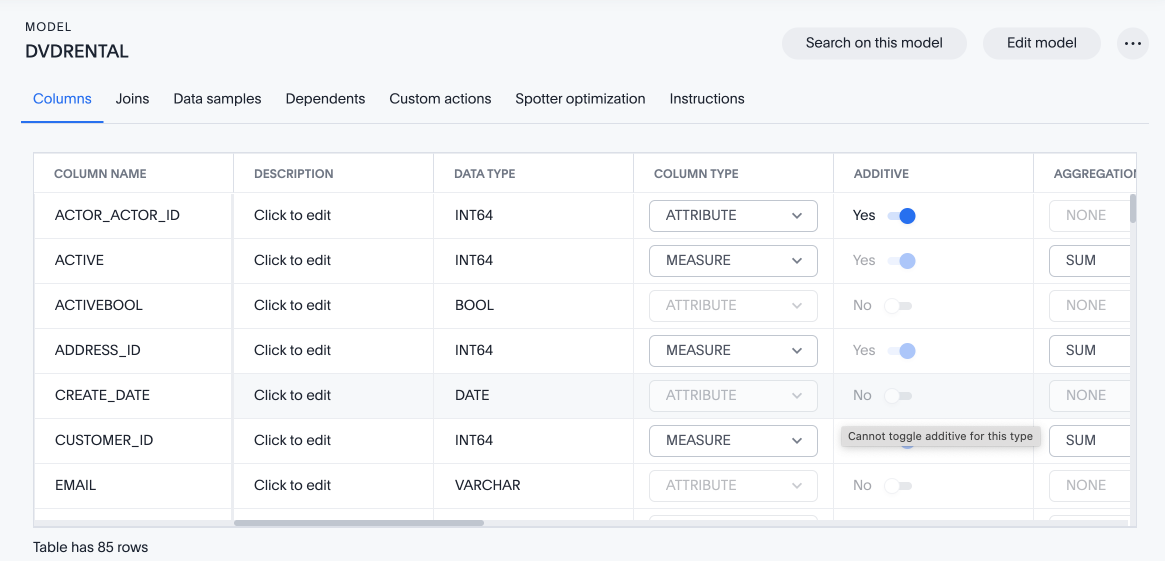 MODEL
DVDRENTAL
Search on this model
Edit model
Columns
Joins
Data samples
Dependents
Custom actions
Spotter optimization
Instructions
COLUMN NAME DESCRIPTION DATA TYPE COLUMN TYPE ADDITIVE AGGREGATION
ACTOR_ACTOR_ID Click to edit INT64 ATTRIBUTE Yes NONE
ACTIVE Click to edit INT64 MEASURE Yes SUM
ACTIVEBOOL Click to edit BOOL ATTRIBUTE No NONE
ADDRESS_ID Click to edit INT64 MEASURE Yes SUM
CREATE_DATE Click to edit DATE ATTRIBUTE No NONE
CUSTOMER_ID Click to edit INT64 MEASURE Cannot toggle additive for this type SUM
EMAIL Click to edit VARCHAR ATTRIBUTE No NONE
Table has 85 rows